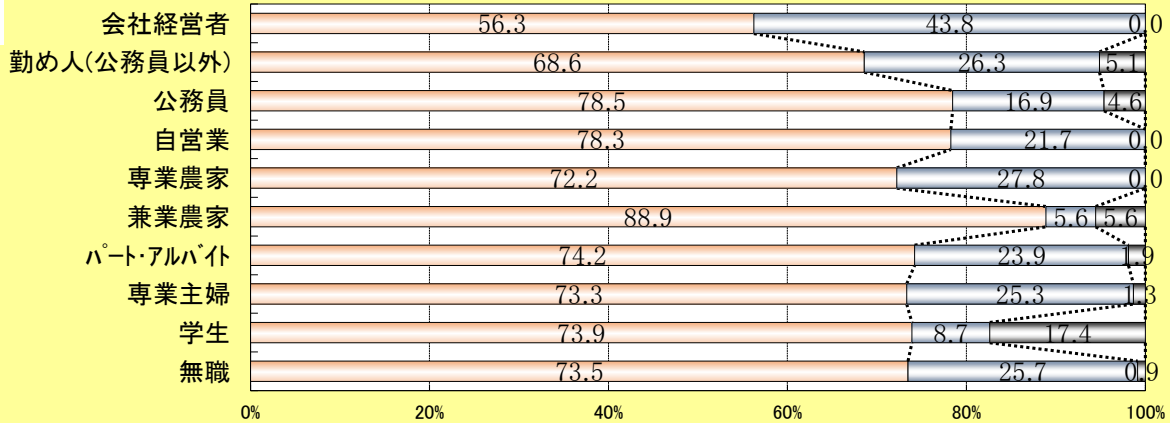 会社経営者 56.3 43.8 0.0
勤め人(公務員以外) 68.6 26.3 5.1
公務員 78.5 16.9 4.6
自営業 78.3 21.7 0.0
専業農家 72.2 27.8 0.0
兼業農家 88.9 5.6 5.6
ﾊﾟｰﾄ･ｱﾙﾊﾞｲﾄ 74.2 23.9 1.9
専業主婦 73.3 25.3 1.3
学生 73.9 8.7 17.4
無職 73.5 25.7 0.9
0% 20% 40% 60% 80% 100%